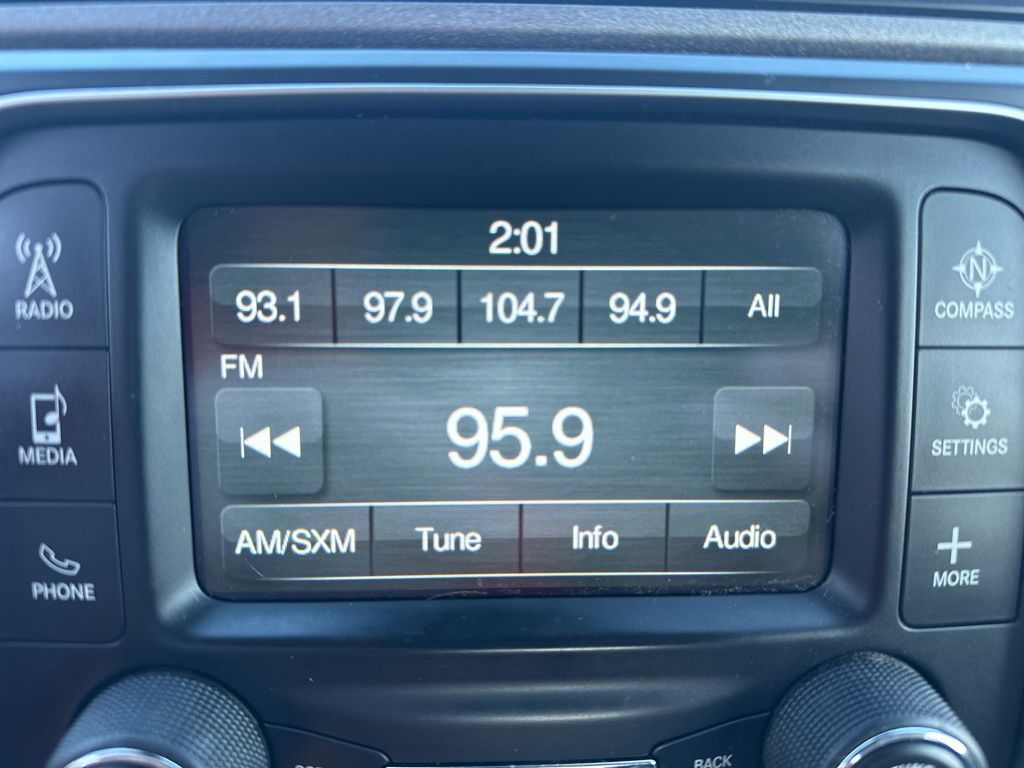 2:01
93.1 97.9 104.7 94.9 All
FM
95.9
AM/SXM Tune Info Audio
RADIO
MEDIA
PHONE
N
COMPASS
SETTINGS
MORE
BACK